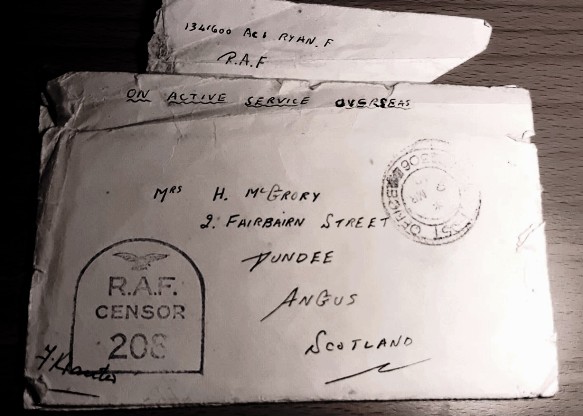 1341600 AC1 RYAN. F
R.A.F
ON ACTIVE SERVICE OVERSEAS
MRS H. McGRORY
2. FAIRBAIRN STREET
DUNDEE
ANGUS
SCOTLAND
R.A.F.
CENSOR
208